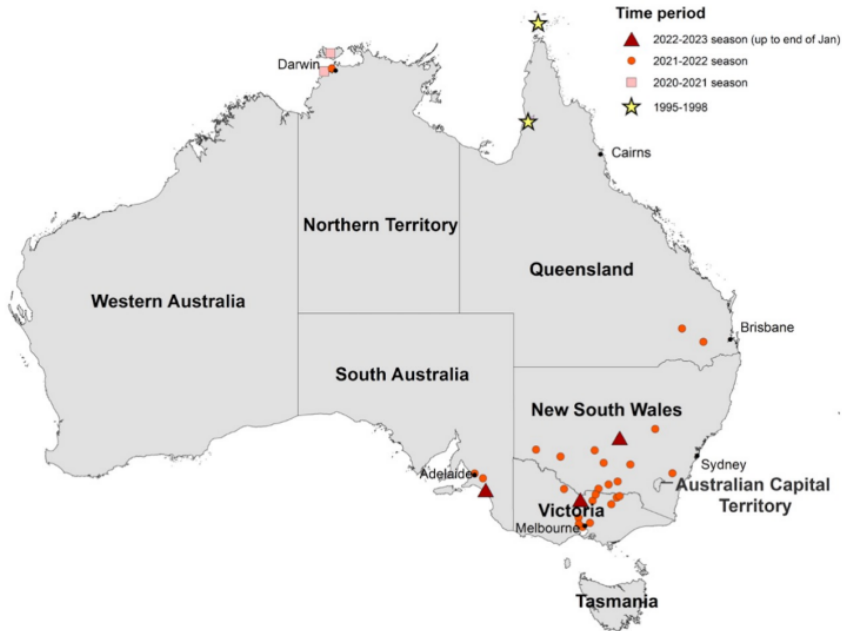 Time period
2022-2023 season (up to end of Jan)
2021-2022 season
2020-2021 season
1995-1998
Darwin
Cairns
Northern Territory
Queensland
Western Australia
Brisbane
South Australia
New South Wales
Sydney
Adelaide
Australian Capital
Territory
Victoria
Melbourne
Tasmania